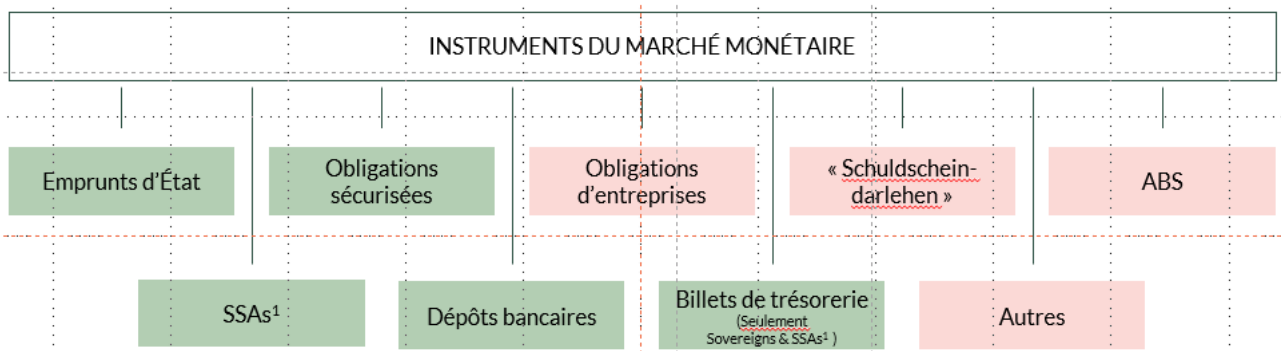 INSTRUMENTS DU MARCHÉ MONÉTAIRE
Emprunts d'État
Obligations
sécurisées
Obligations
d'entreprises
« Schuldschein-
darlehen »
ABS
SSAs¹
Dépôts bancaires
Billets de trésorerie
(Seulement
Sovereigns & SSAs¹ )
Autres